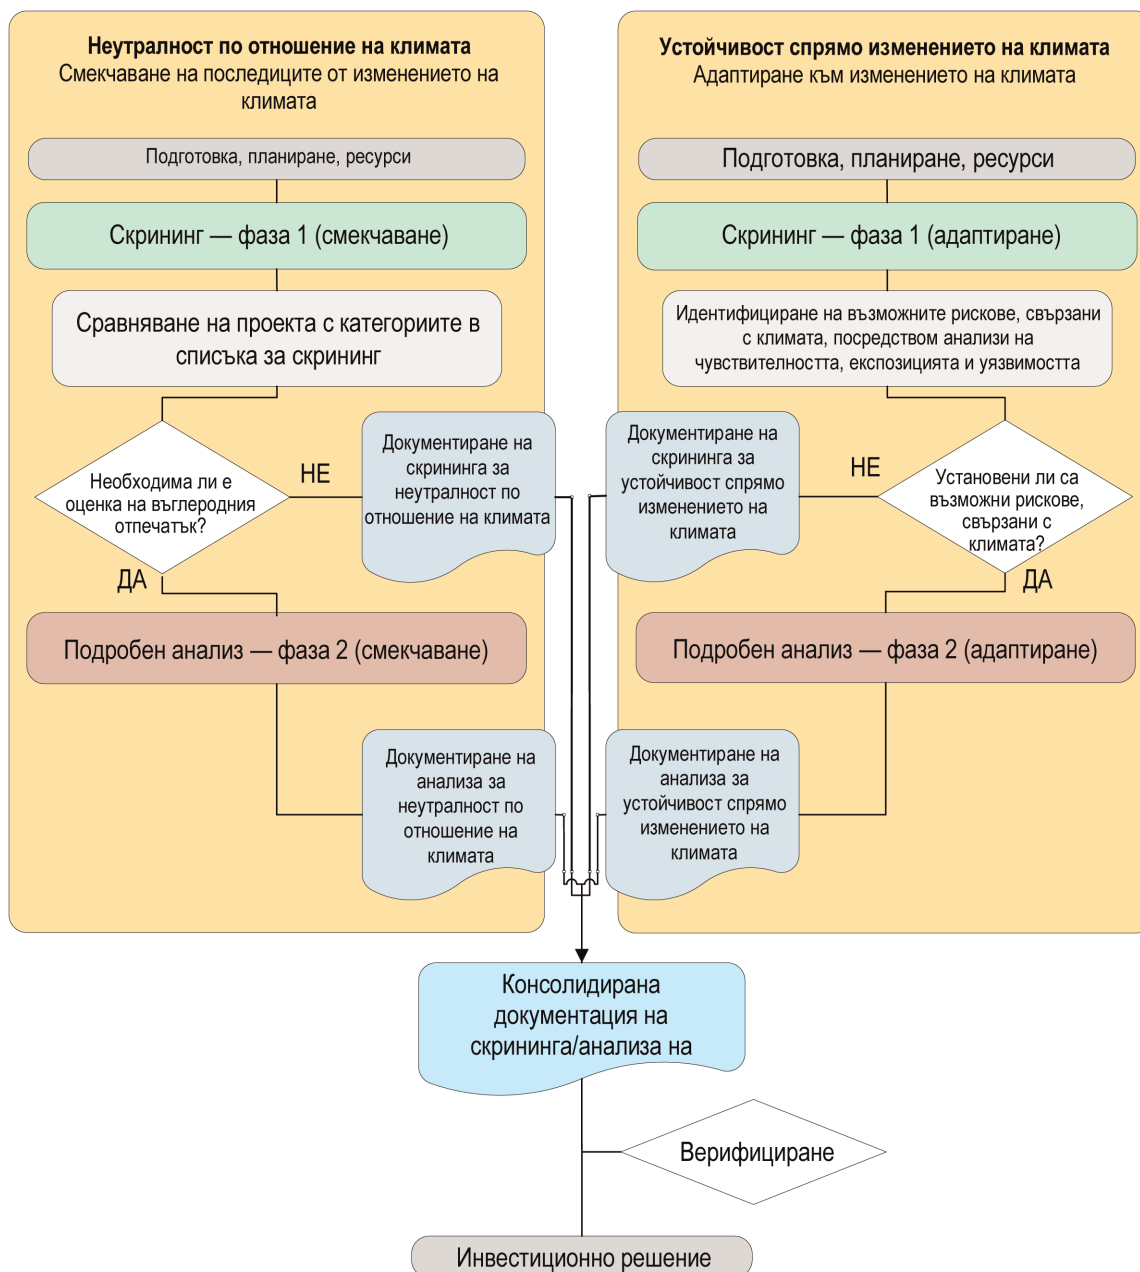 Неутралност по отношение на климата
Смекчаване на последиците от изменението на
климата
Подготовка, планиране, ресурси
Скрининг — фаза 1 (смекчаване)
Сравняване на проекта с категориите в
списъка за скрининг
Необходима ли е
оценка на въглеродния
отпечатък?
НЕ
Документиране на
скрининга за
неутралност по
отношение на климата
ДА
Подробен анализ — фаза 2 (смекчаване)
Документиране на
анализа за
неутралност по
отношение на
климата
Устойчивост спрямо изменението на климата
Адаптиране към изменението на климата
Подготовка, планиране, ресурси
Скрининг — фаза 1 (адаптиране)
Идентифициране на възможните рискове, свързани
с климата, посредством анализи на
чувствителността, експозицията и уязвимостта
Документиране на
скрининга за
устойчивост спрямо
изменението на
климата
НЕ
Установени ли са
възможни рискове,
свързани с
климата?
ДА
Подробен анализ — фаза 2 (адаптиране)
Документиране на
анализа за
устойчивост спрямо
изменението на
климата
Консолидирана
документация на
скрининга/анализа на
Верифициране
Инвестиционно решение